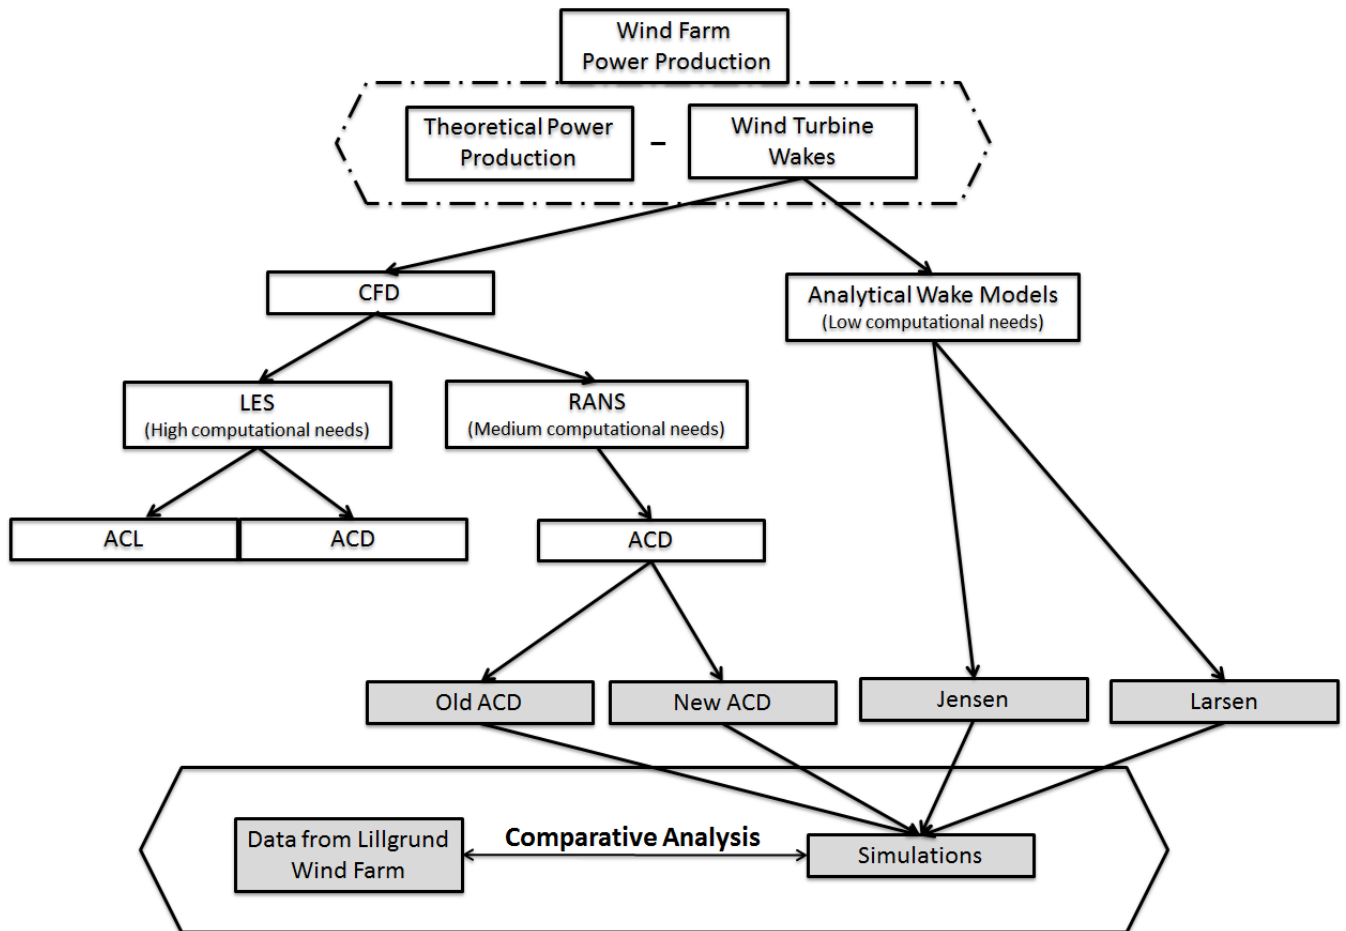 Wind Farm
Power Production
Theoretical Power
Production
–
Wind Turbine
Wakes
CFD
Analytical Wake Models
(Low computational needs)
LES
(High computational needs)
RANS
(Medium computational needs)
ACL
ACD
ACD
Old ACD
New ACD
Jensen
Larsen
Data from Lillgrund
Wind Farm
Comparative Analysis
Simulations